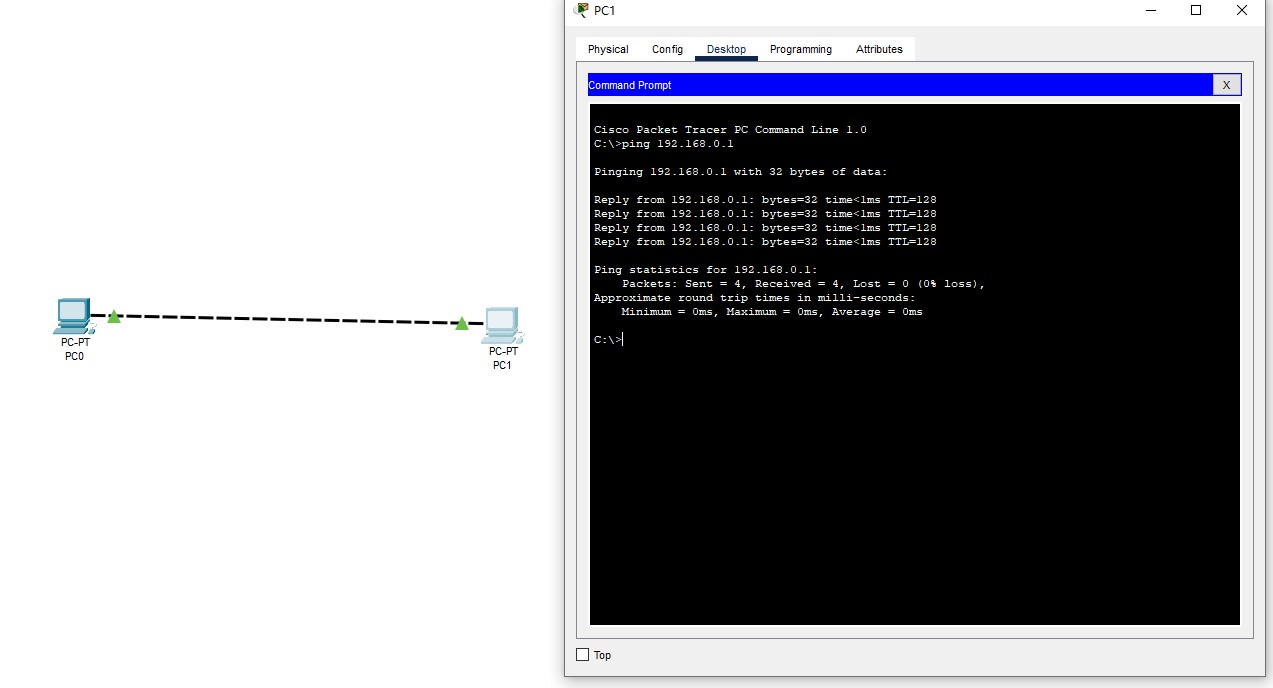 PC1
Physical Config Desktop Programming Attributes
Command Prompt X
Cisco Packet Tracer PC Command Line 1.0
C:\>ping 192.168.0.1
Pinging 192.168.0.1 with 32 bytes of data:
Reply from 192.168.0.1: bytes=32 time<1ms TTL=128
Reply from 192.168.0.1: bytes=32 time<1ms TTL=128
Reply from 192.168.0.1: bytes=32 time<1ms TTL=128
Reply from 192.168.0.1: bytes=32 time<1ms TTL=128
Ping statistics for 192.168.0.1:
Packets: Sent = 4, Received = 4, Lost = 0 (0% loss),
Approximate round trip times in milli-seconds:
Minimum = 0ms, Maximum = 0ms, Average = 0ms
C:\>
Top
PC-PT
PC0
PC-PT
PC1